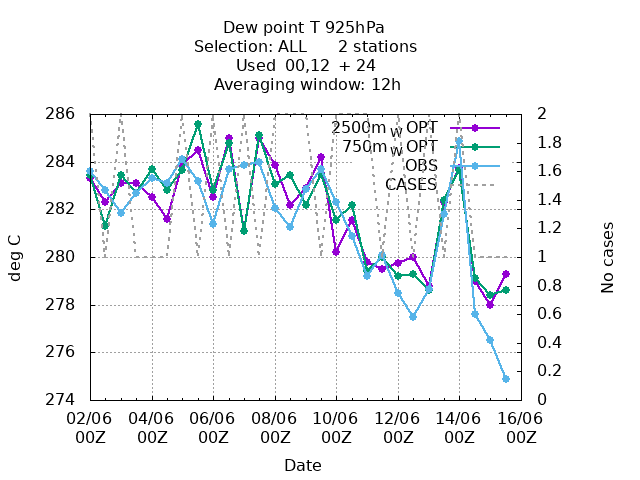 Dew point T 925hPa
Selection: ALL 2 stations
Used 00,12 + 24
Averaging window: 12h
2500m W OPT
750m W OPT
OBS
CASES
286
284
282
280
278
276
274
deg C
2
1.8
1.6
1.4
1.2
1
0.8
0.6
0.4
0.2
0
No cases
02/06 04/06 06/06 08/06 10/06 12/06 14/06 16/06
00Z 00Z 00Z 00Z 00Z 00Z 00Z 00Z
Date